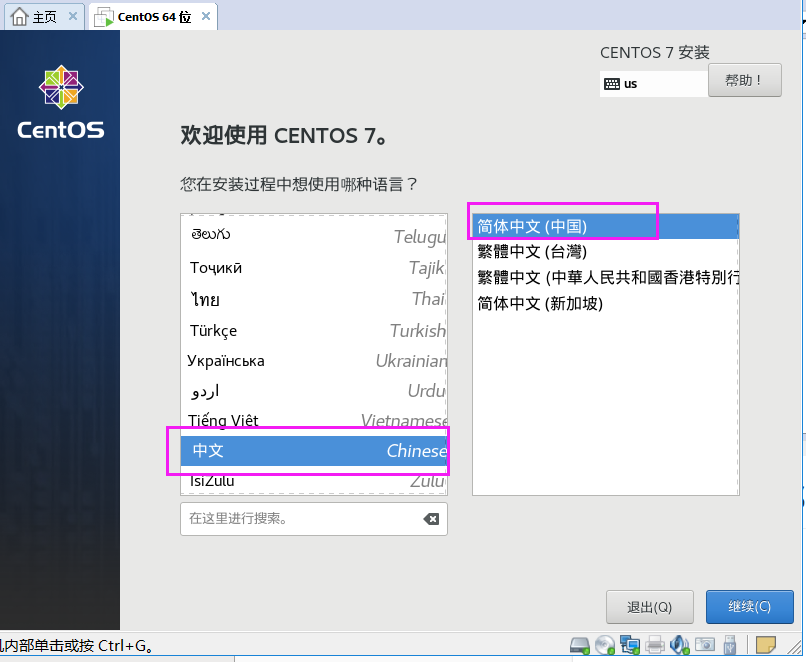 主页
CentOS 64 位
CentOS
CENTOS 7 安装
us
帮助！
欢迎使用 CENTOS 7。
您在安装过程中想使用哪种语言？
తెలుగు Telugu
Тоҷикӣ Tajik
ไทย Thai
Türkçe Turkish
Українська Ukrainian
اردو Urdu
Tiếng Việt Vietnamese
中文 Chinese
IsiZulu Zulu
简体中文 (中国)
繁體中文 (台灣)
繁體中文 (中華人民共和國香港特別行
简体中文 (新加坡)
在这里进行搜索。
退出(Q)
继续(C)
内部单击或按 Ctrl+G。